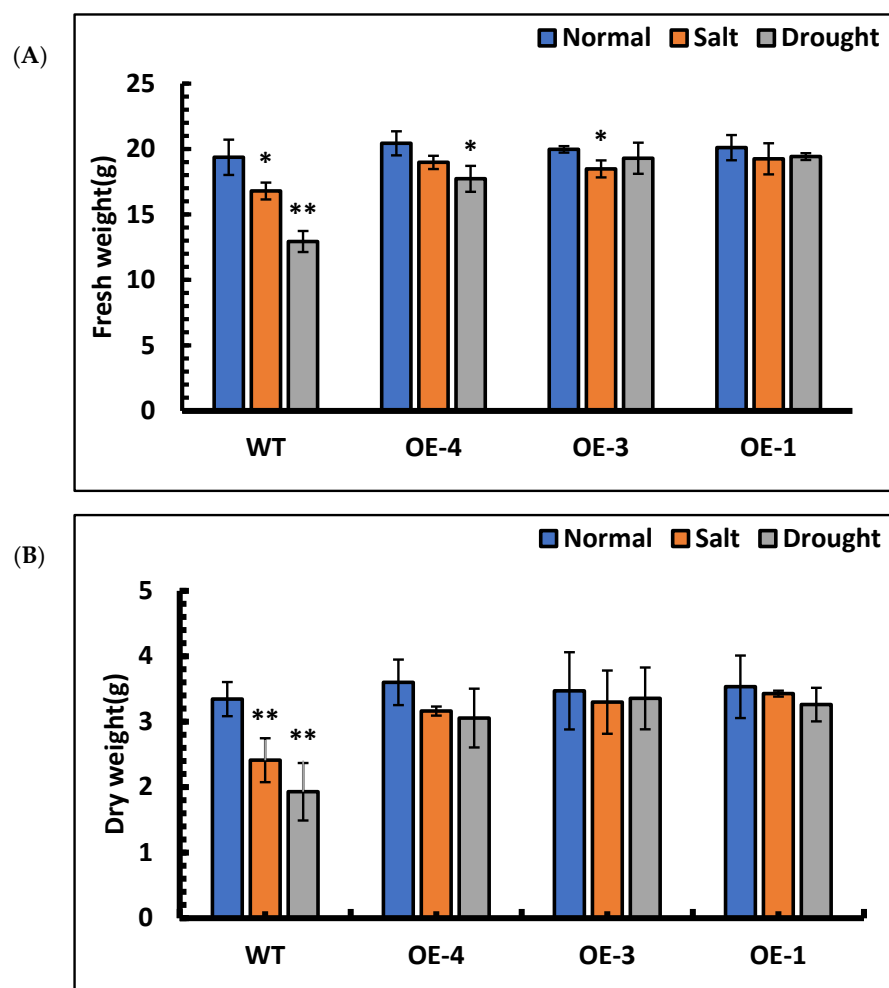 (A)
Normal Salt Drought
25
20
15
10
5
0
Fresh weight(g)
* ** * *
WT OE-4 OE-3 OE-1
(B)
Normal Salt Drought
5
4
3
2
1
0
Dry weight(g)
** **
WT OE-4 OE-3 OE-1